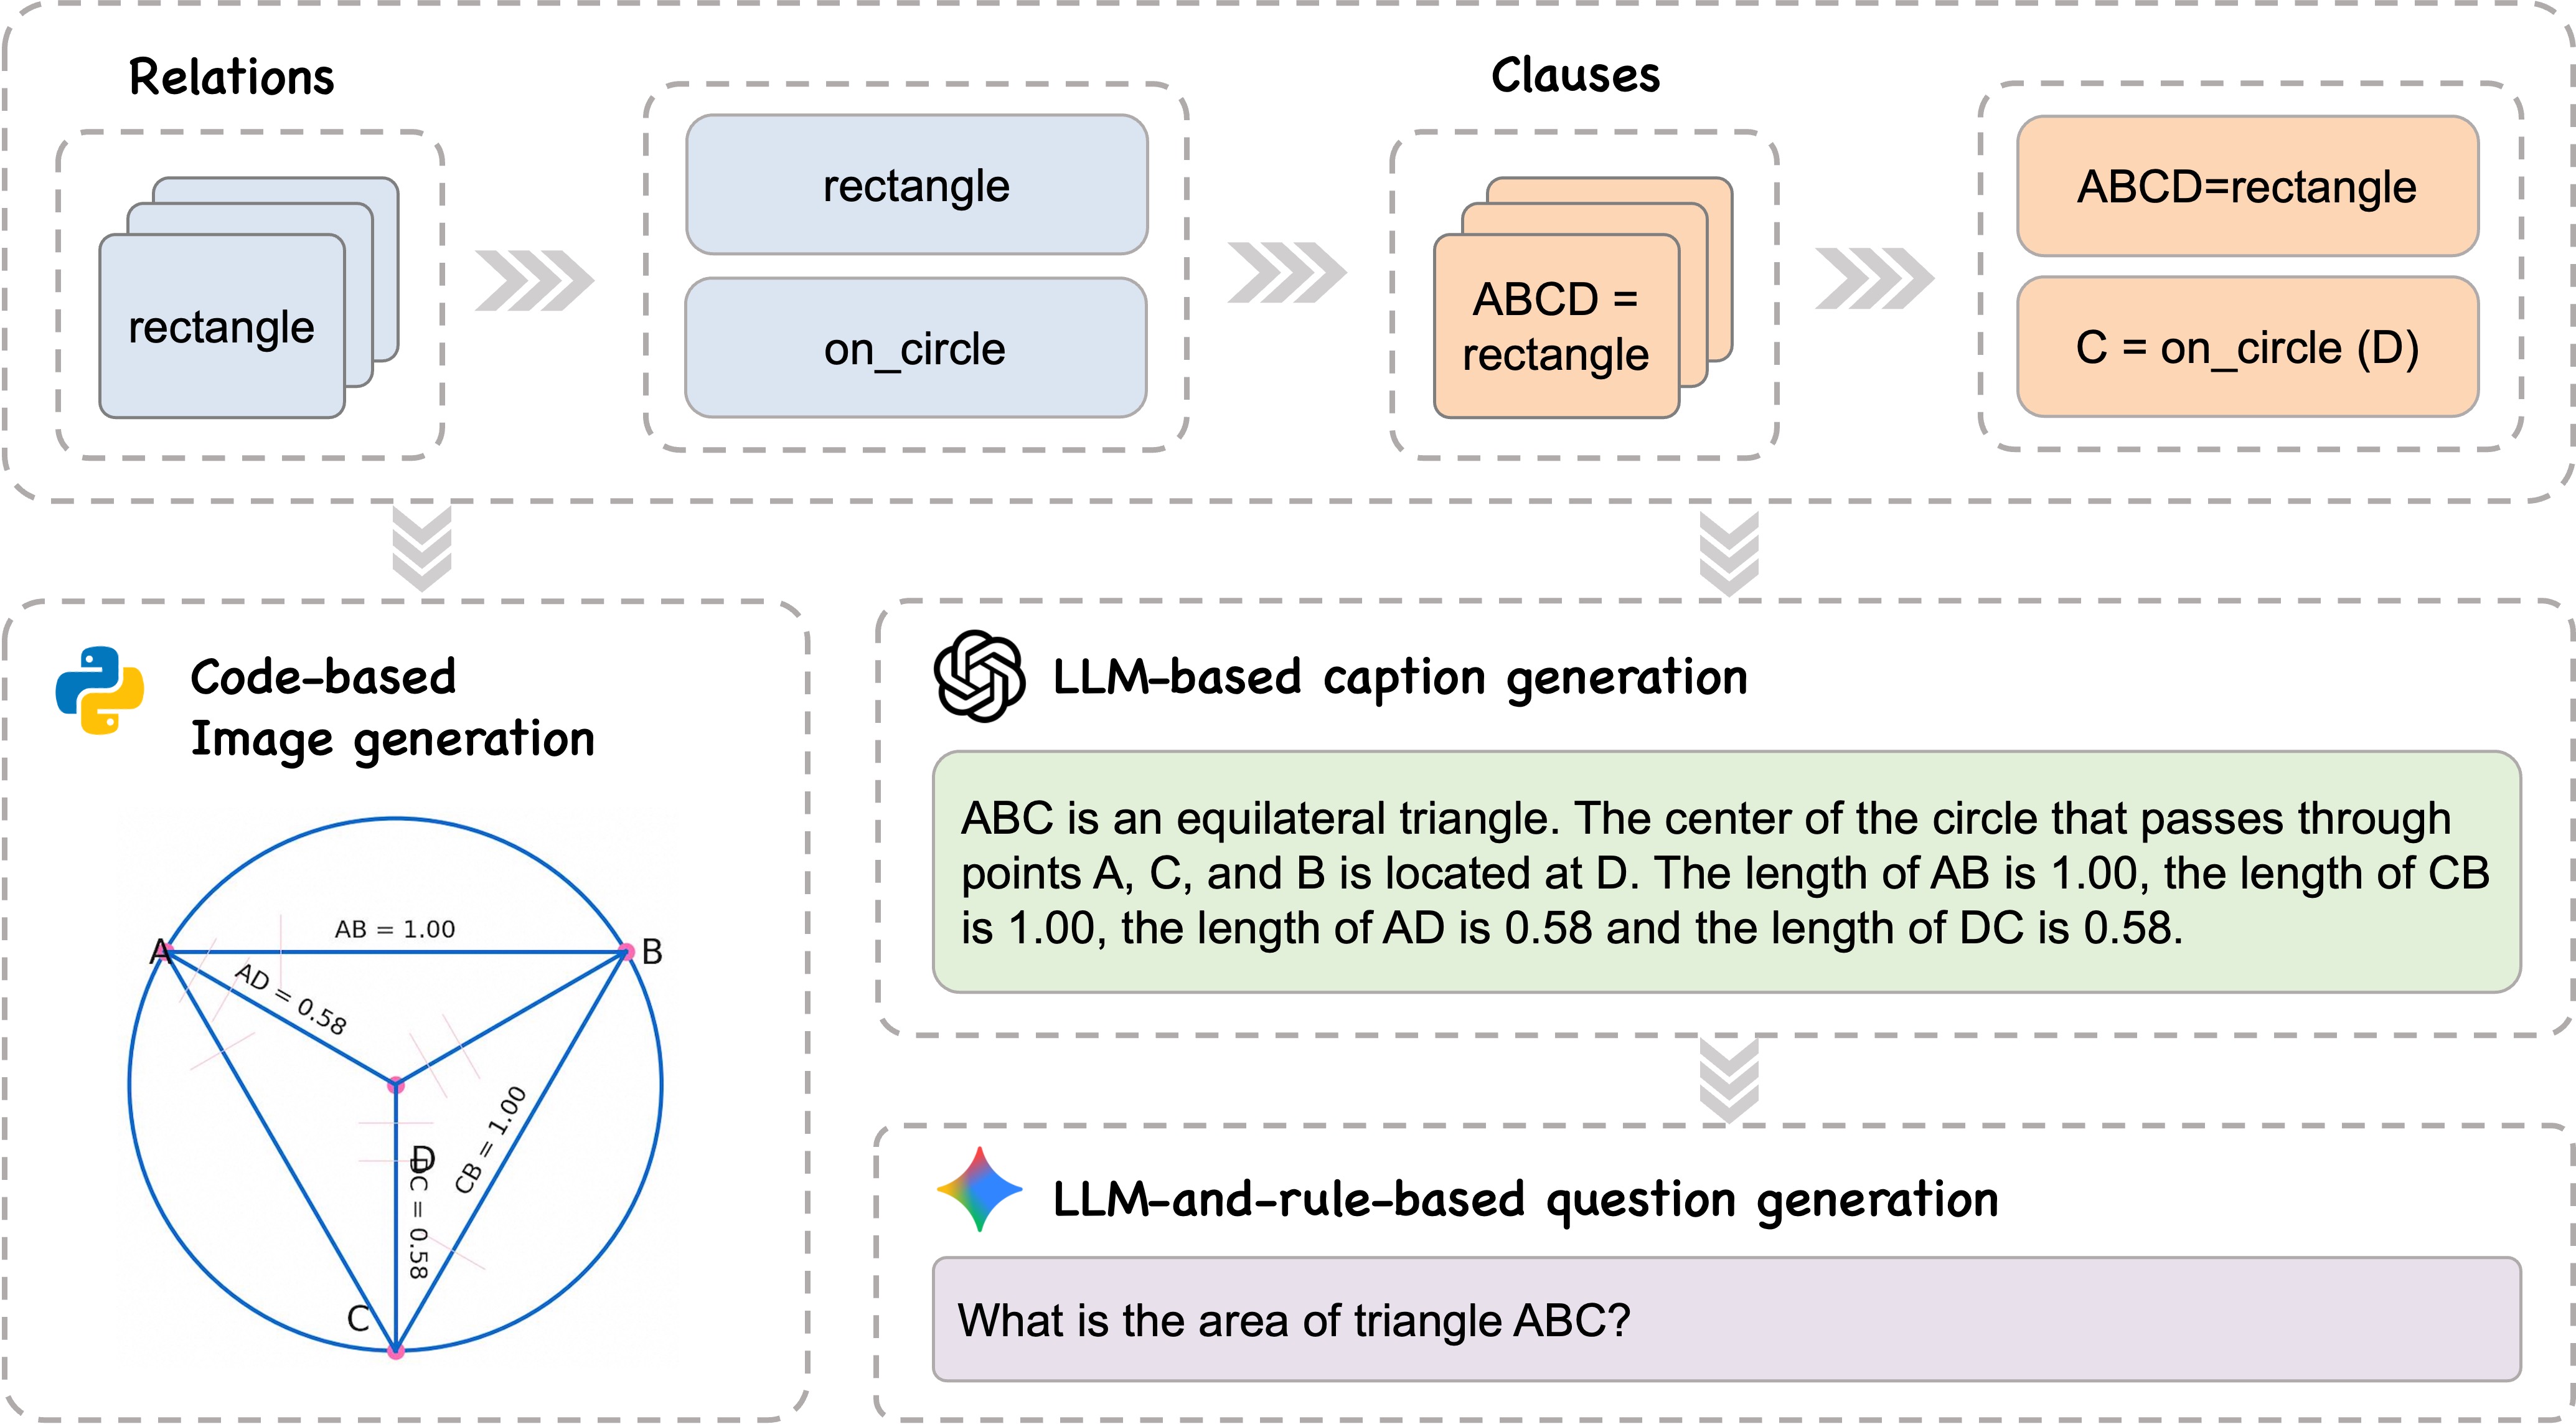 Relations
rectangle
rectangle
on_circle
Clauses
ABCD =
rectangle
ABCD=rectangle
C = on_circle (D)
Code-based
Image generation
A
B
AB = 1.00
AD = 0.58
D
DC = 0.58
CB = 1.00
C
LLM-based caption generation
ABC is an equilateral triangle. The center of the circle that passes through
points A, C, and B is located at D. The length of AB is 1.00, the length of CB
is 1.00, the length of AD is 0.58 and the length of DC is 0.58.
LLM-and-rule-based question generation
What is the area of triangle ABC?